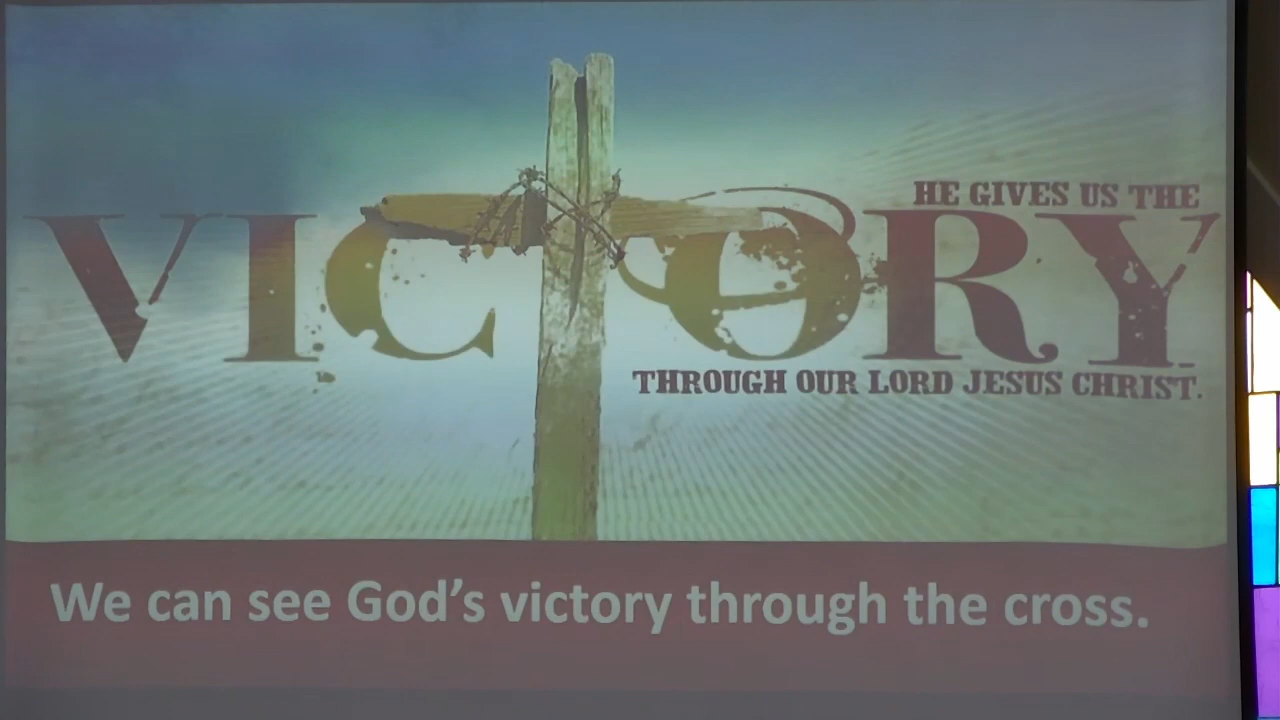 HE GIVES US THE
VICTORY
THROUGH OUR LORD JESUS CHRIST.
We can see God's victory through the cross.